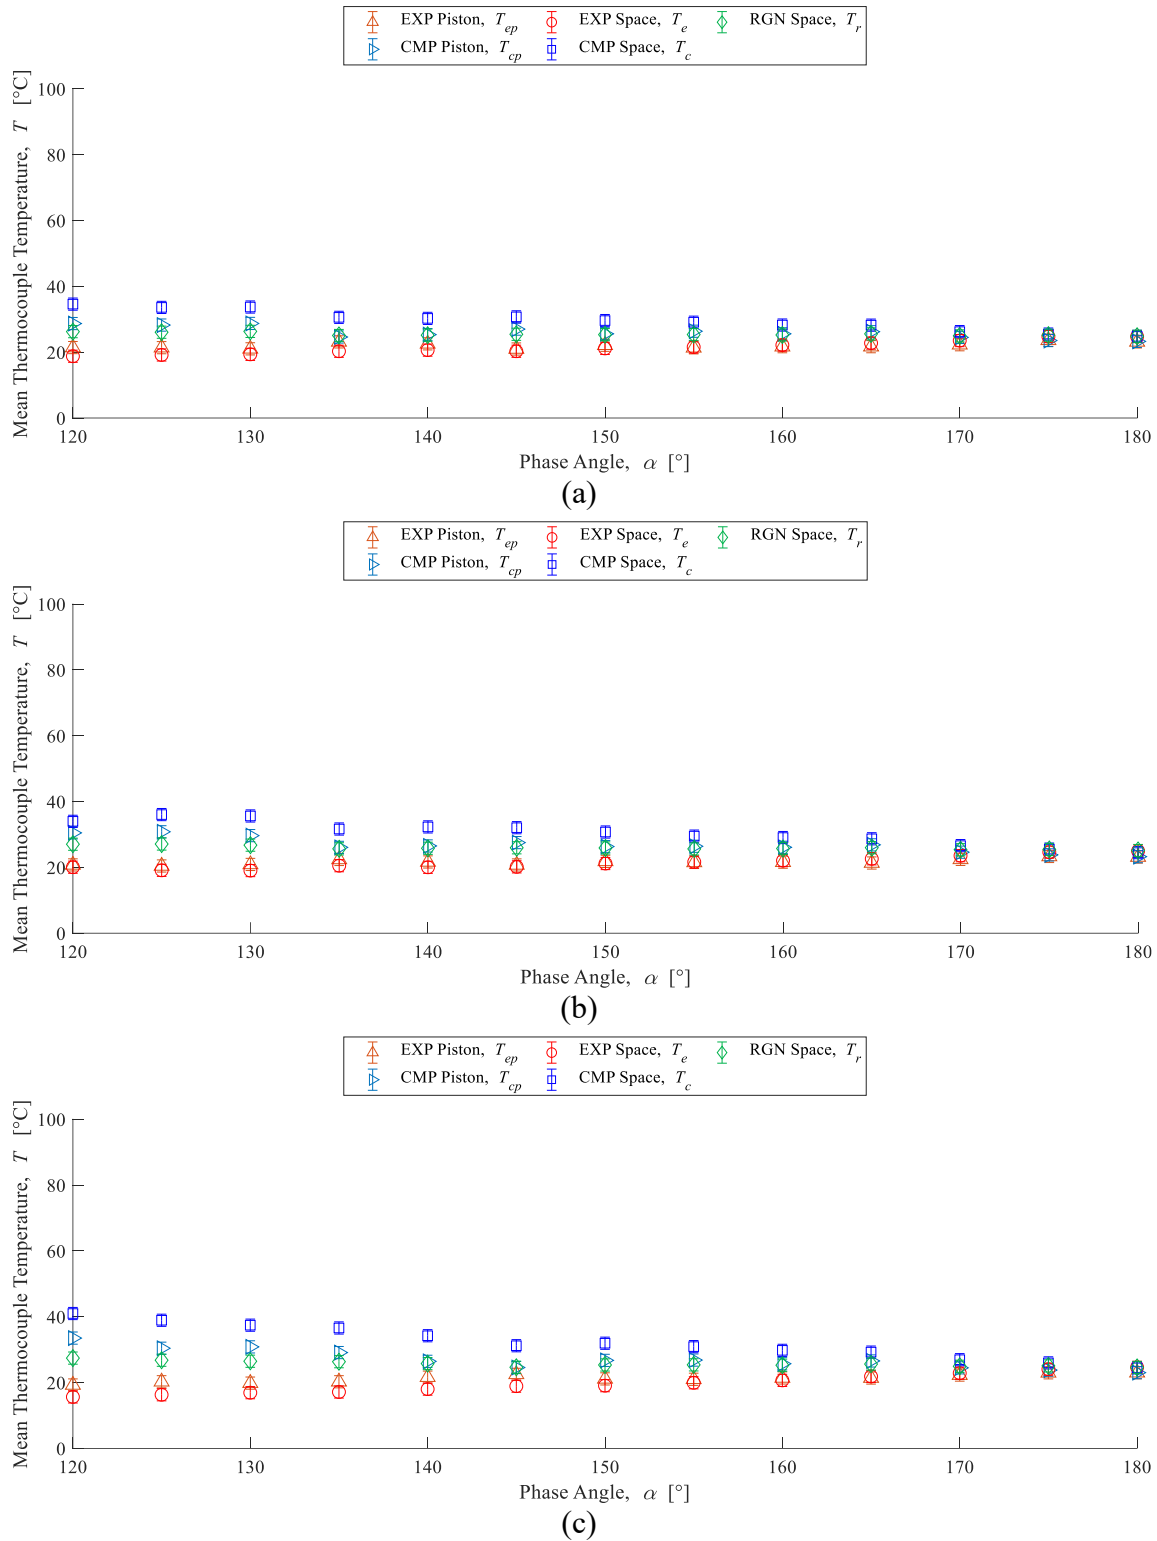 EXP Piston, Tep EXP Space, Te RGN Space, Tr
CMP Piston, Tcp CMP Space, Tc
Mean Thermocouple Temperature, T [°C]
100
80
60
40
20
0
120 130 140 150 160 170 180
Phase Angle, α [°]
(a)
EXP Piston, Tep EXP Space, Te RGN Space, Tr
CMP Piston, Tcp CMP Space, Tc
Mean Thermocouple Temperature, T [°C]
100
80
60
40
20
0
120 130 140 150 160 170 180
Phase Angle, α [°]
(b)
EXP Piston, Tep EXP Space, Te RGN Space, Tr
CMP Piston, Tcp CMP Space, Tc
Mean Thermocouple Temperature, T [°C]
100
80
60
40
20
0
120 130 140 150 160 170 180
Phase Angle, α [°]
(c)